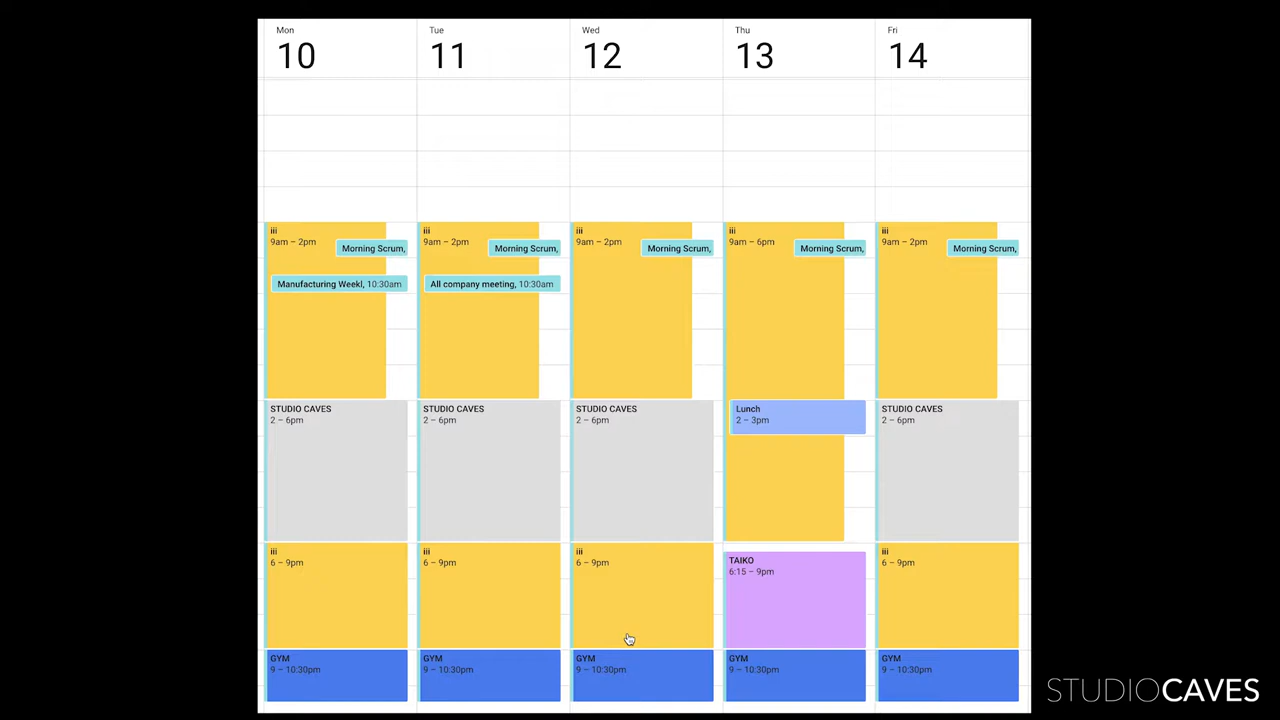 Mon
10
Tue
11
Wed
12
Thu
13
Fri
14
iii
9am – 2pm
Morning Scrum,
Manufacturing Weekl, 10:30am
STUDIO CAVES
2 – 6pm
iii
6 – 9pm
GYM
9 – 10:30pm
iii
9am – 2pm
Morning Scrum,
All company meeting, 10:30am
STUDIO CAVES
2 – 6pm
iii
6 – 9pm
GYM
9 – 10:30pm
iii
9am – 2pm
Morning Scrum,
STUDIO CAVES
2 – 6pm
iii
6 – 9pm
GYM
9 – 10:30pm
iii
9am – 6pm
Morning Scrum,
Lunch
2 – 3pm
TAIKO
6:15 – 9pm
GYM
9 – 10:30pm
iii
9am – 2pm
Morning Scrum,
STUDIO CAVES
2 – 6pm
iii
6 – 9pm
GYM
9 – 10:30pm
STUDIOCAVES